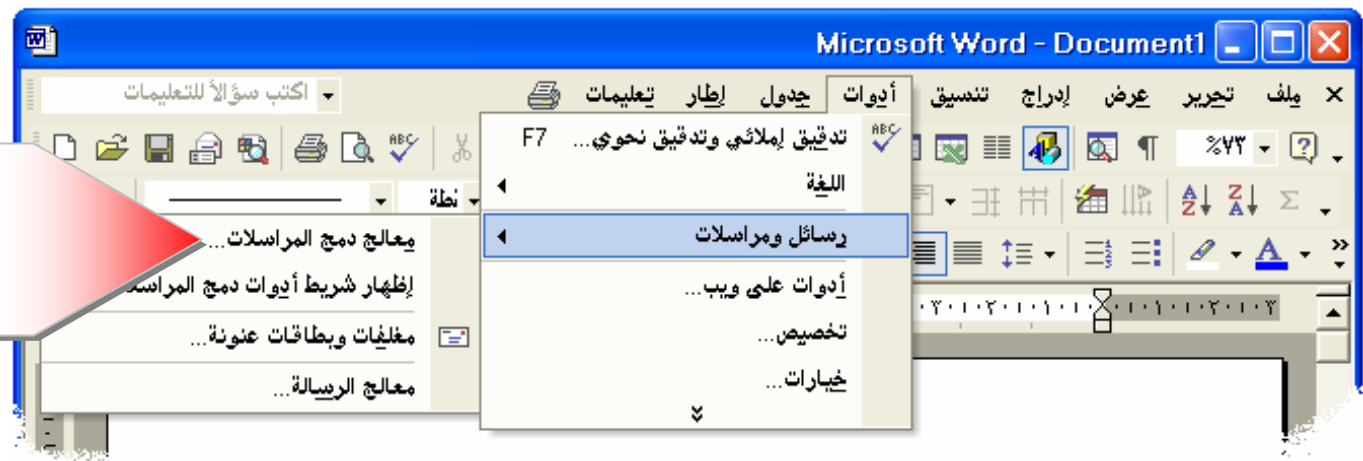 Microsoft Word - Document1
ملف تحرير عرض إدراج تنسيق أدوات جدول إطار تعليمات اكتب سؤالاً للتعليمات
٪٧٣
تدقيق إملائي وتدقيق نحوي... F7
اللغة
رسائل ومراسلات
أدوات على ويب...
تخصيص...
خيارات...
نطة
معالج دمج المراسلات...
إظهار شريط أدوات دمج
مغلفات وبطاقات عنونة...
معالج الرسالة...